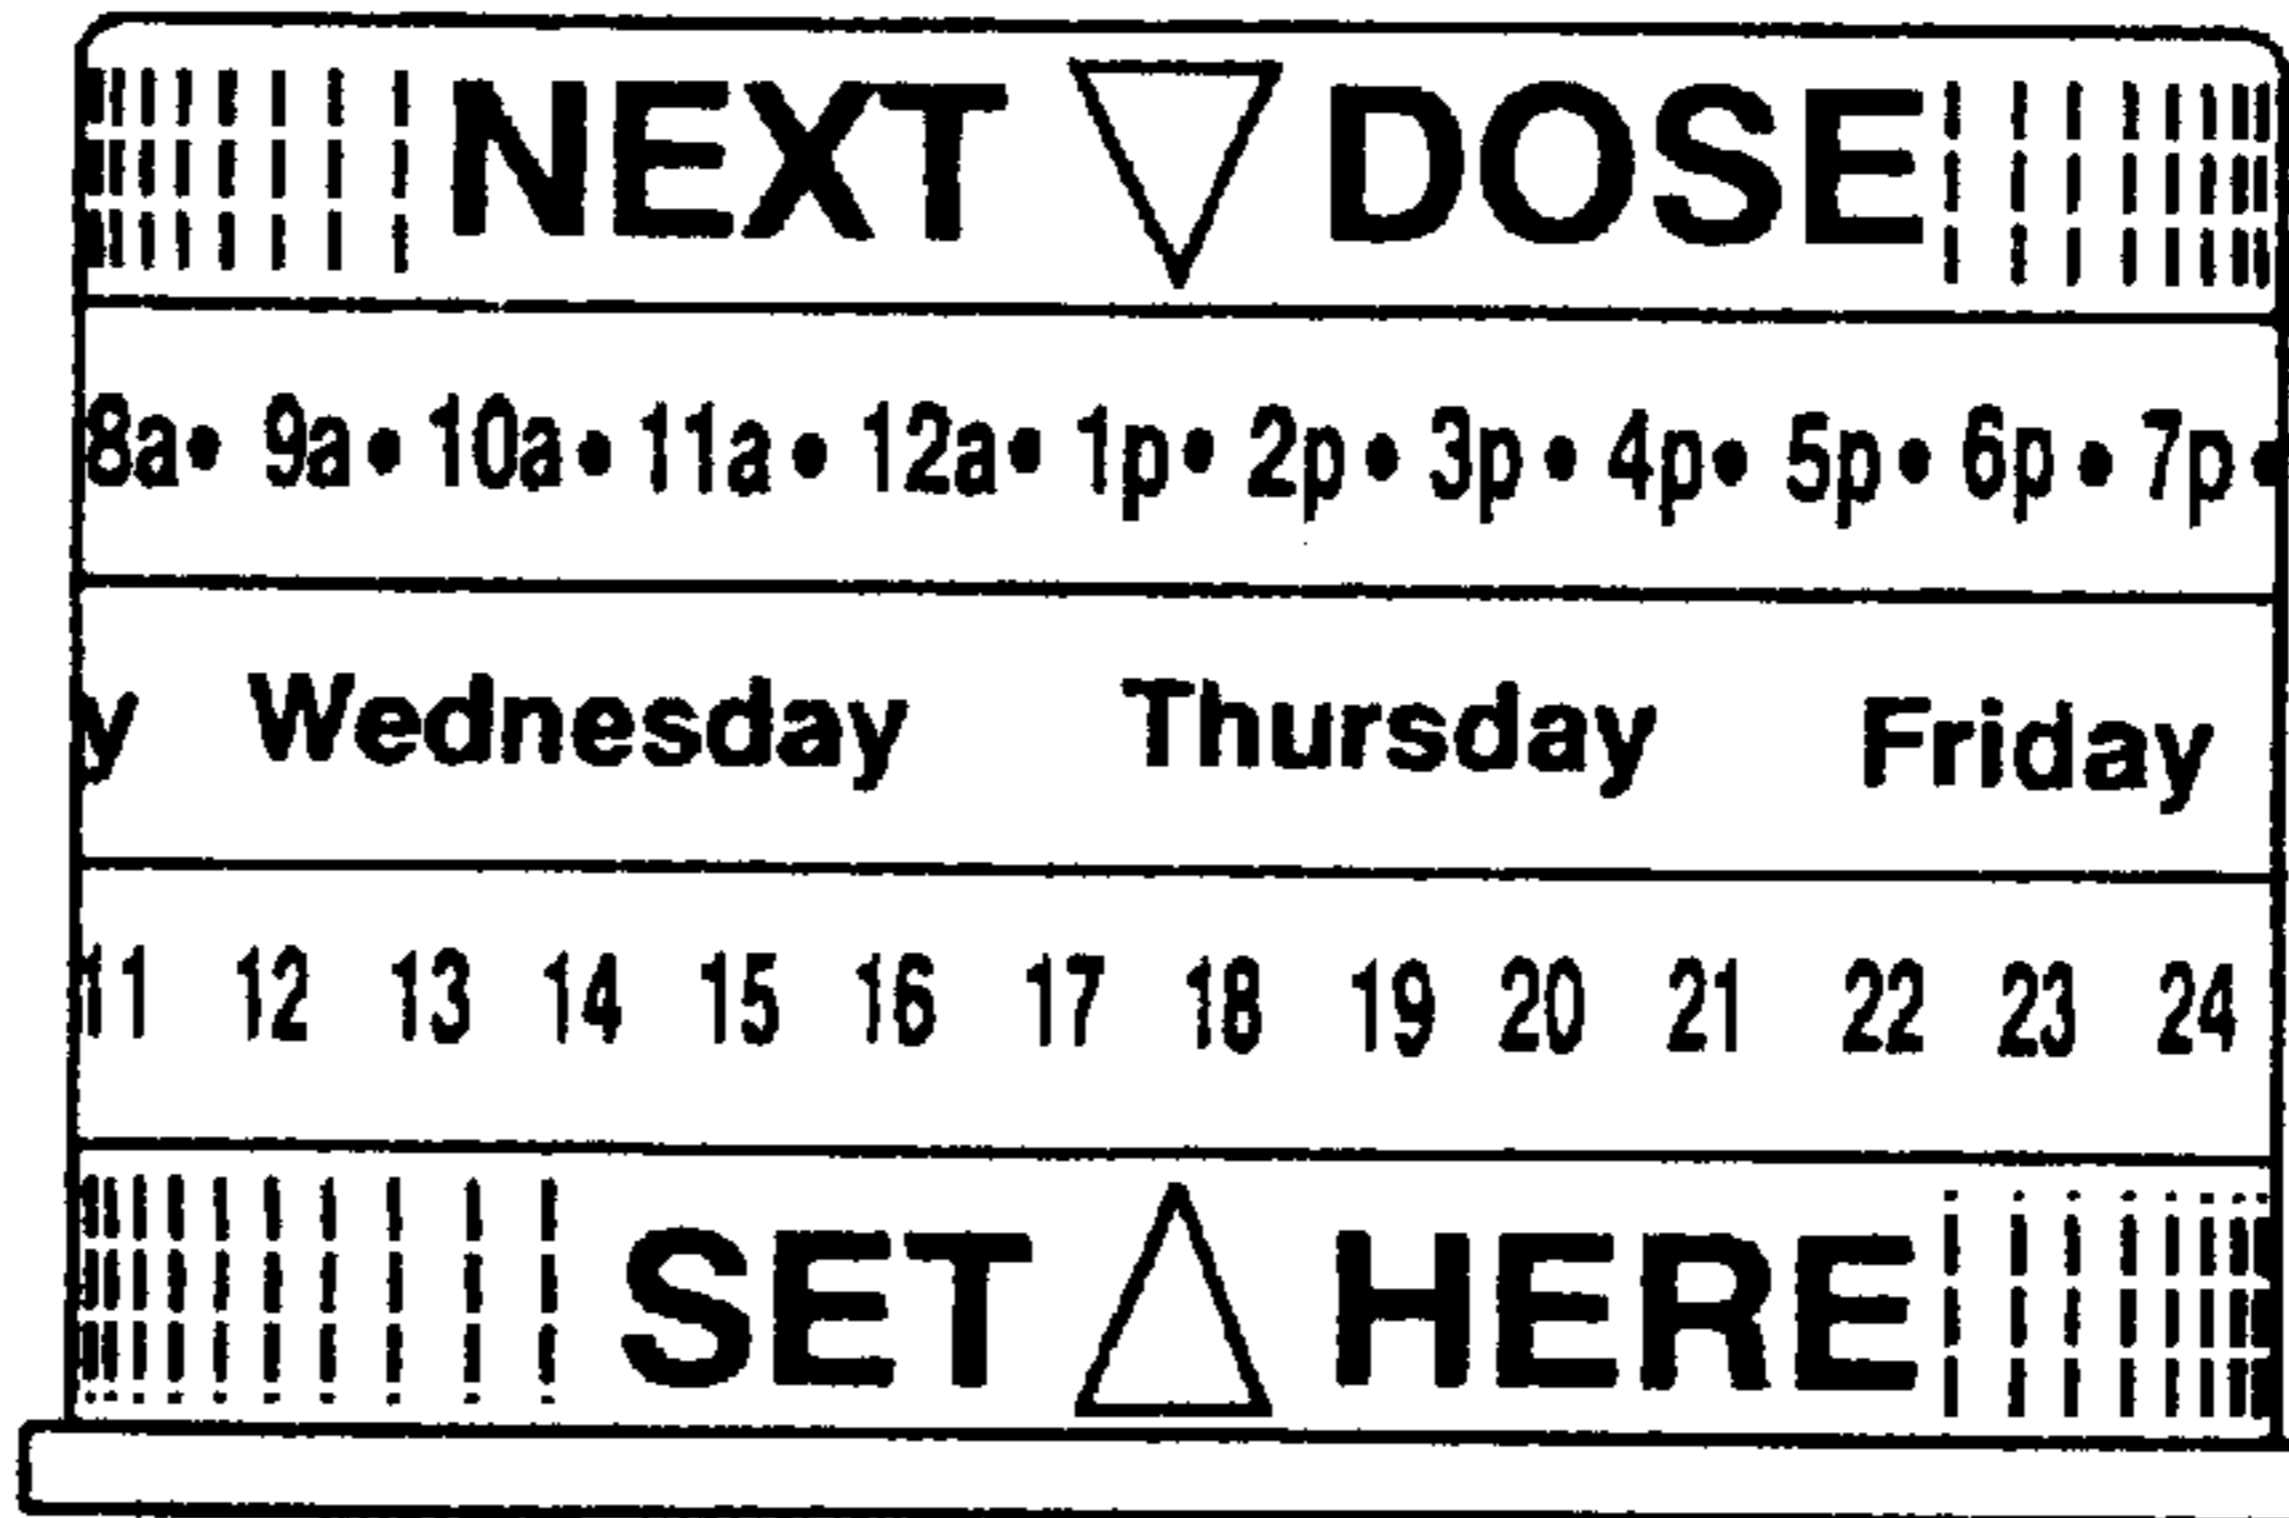 NEXT DOSE
8a• 9a• 10a• 11a• 12a• 1p• 2p• 3p• 4p• 5p• 6p• 7p•
y Wednesday Thursday Friday
11 12 13 14 15 16 17 18 19 20 21 22 23 24
SET HERE